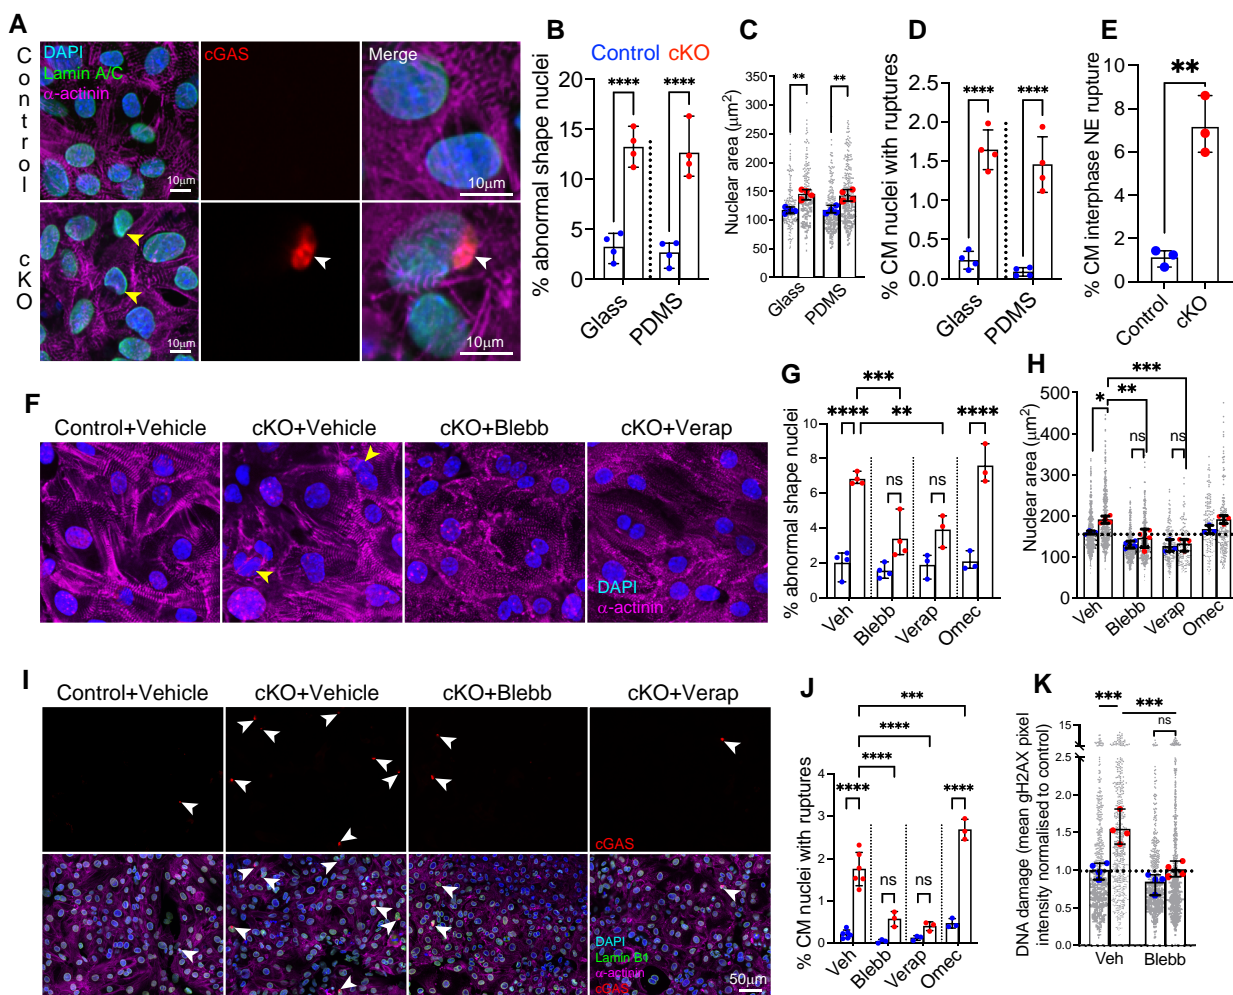 A
Control
DAPI
Lamin A/C
α-actinin
cGAS
Merge
10μm
10μm
cKO
10μm
10μm
B
Control cKO
% abnormal shape nuclei
20
15
10
5
0
****
****
Glass
PDMS
C
Nuclear area (μm2)
350
300
250
200
150
100
50
0
**
**
Glass
PDMS
D
% CM nuclei with ruptures
2.5
2.0
1.5
1.0
0.5
0.0
****
****
Glass
PDMS
E
% CM interphase NE rupture
10
8
6
4
2
0
**
Control
cKO
F
Control+Vehicle
cKO+Vehicle
cKO+Blebb
cKO+Verap
DAPI
α-actinin
G
% abnormal shape nuclei
10
8
6
4
2
0
***
****
**
****
ns
ns
Veh
Blebb
Verap
Omec
H
Nuclear area (μm2)
500
400
300
200
100
0
***
*
**
ns
ns
Veh
Blebb
Verap
Omec
I
Control+Vehicle
cKO+Vehicle
cKO+Blebb
cKO+Verap
cGAS
DAPI
Lamin B1
α-actinin
cGAS
50μm
J
% CM nuclei with ruptures
4
3
2
1
0
***
****
****
****
****
ns
ns
Veh
Blebb
Verap
Omec
K
DNA damage (mean gH2AX pixel
intensity normalised to control)
15
2.5
2.0
1.5
1.0
0.5
0.0
***
***
ns
Veh
Blebb